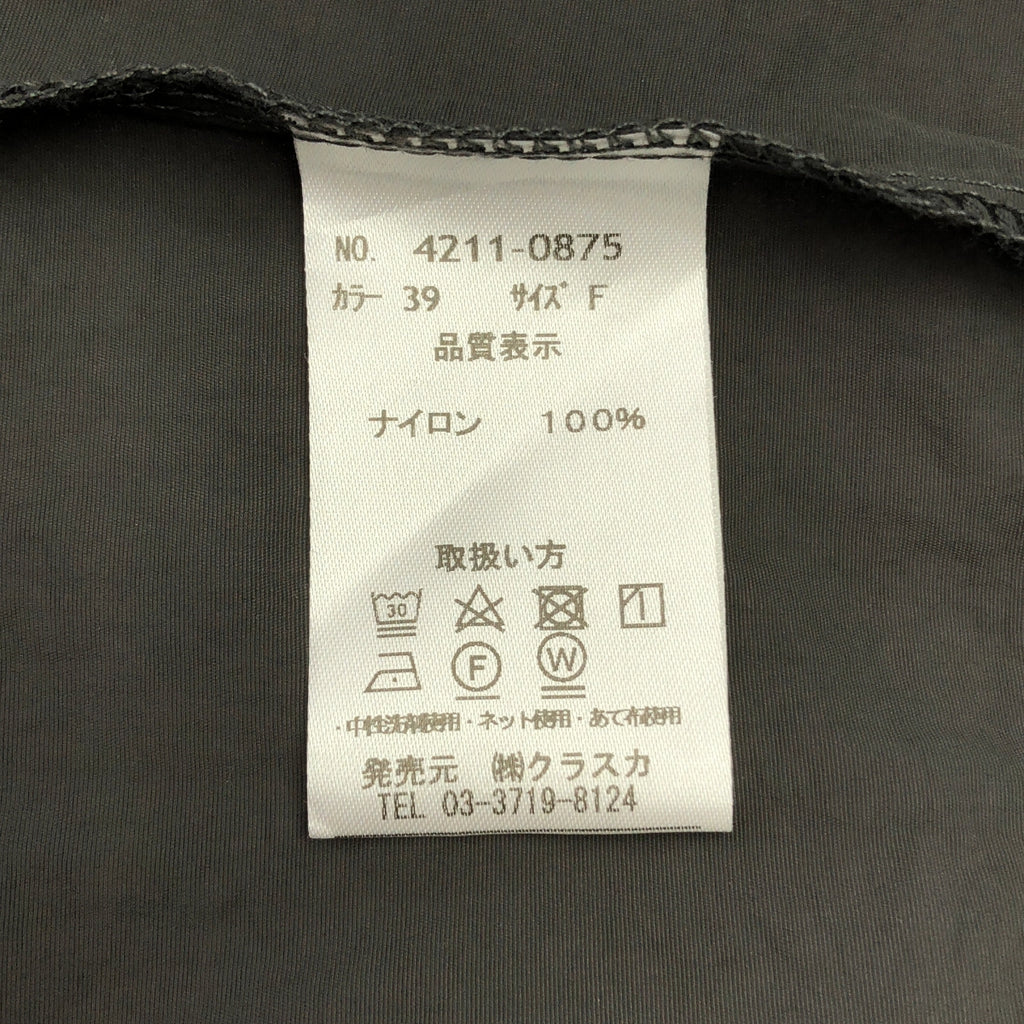 NO. 4211-0875
ｶﾗｰ 39 ｻｲｽﾞ F
品質表示
ナイロン 100%
取扱い方
30
F W
・中性洗剤使用・ネット使用・あて布使用
発売元 ㈱クラスカ
TEL 03-3719-8124